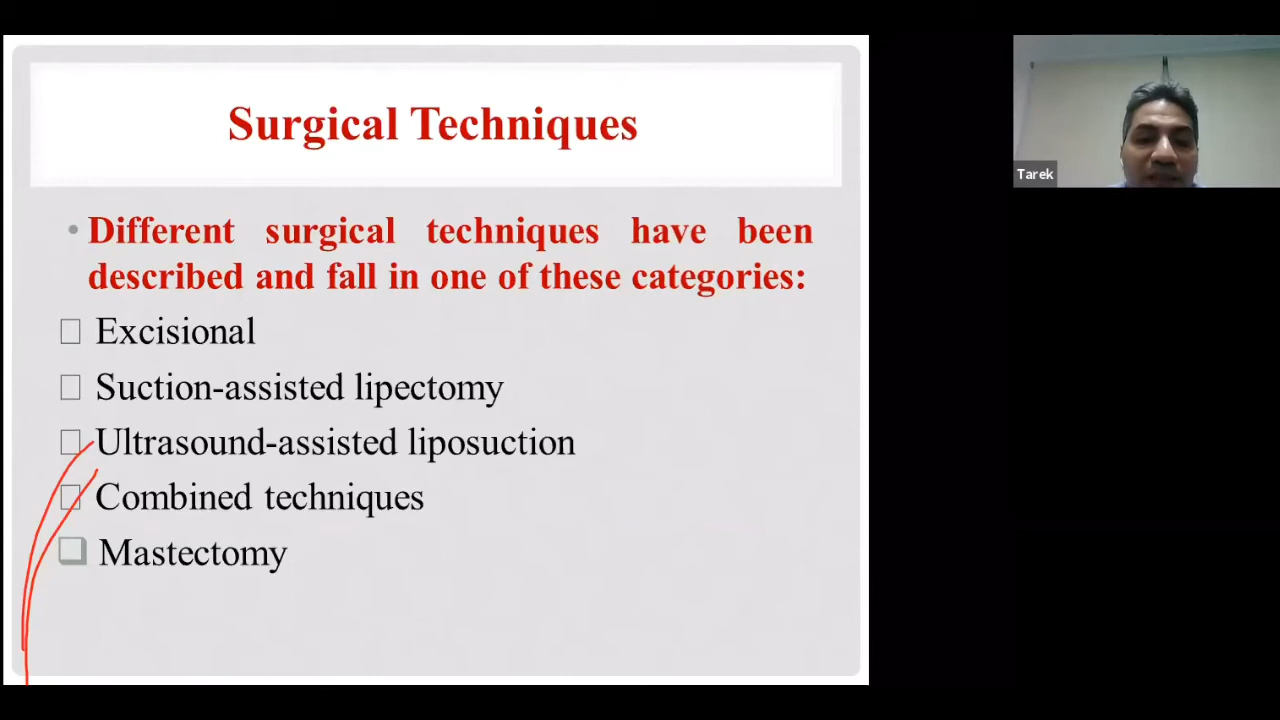 Surgical Techniques
• Different surgical techniques have been
described and fall in one of these categories:
Excisional
Suction-assisted lipectomy
Ultrasound-assisted liposuction
Combined techniques
Mastectomy
Tarek